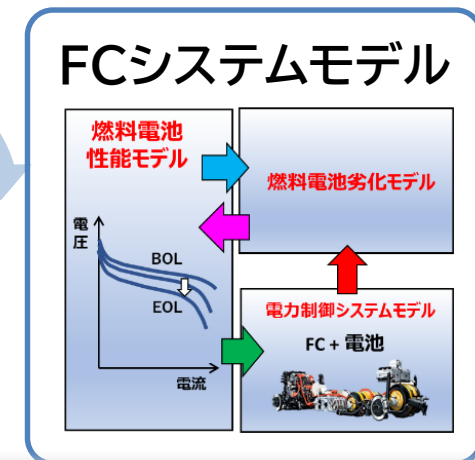 FCシステムモデル
燃料電池
性能モデル
電圧
BOL
EOL
電流
燃料電池劣化モデル
電力制御システムモデル
FC + 電池